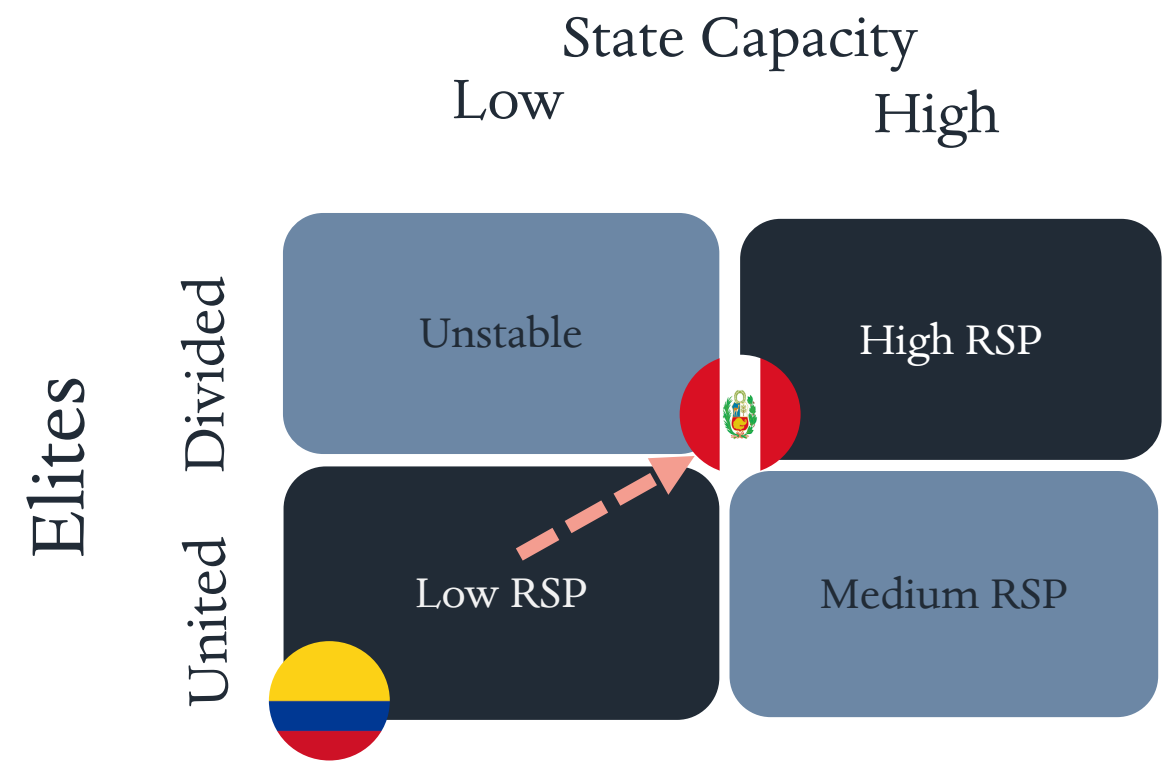 State Capacity
Low
High
Elites
Divided
Unstable
High RSP
United
Low RSP
Medium RSP